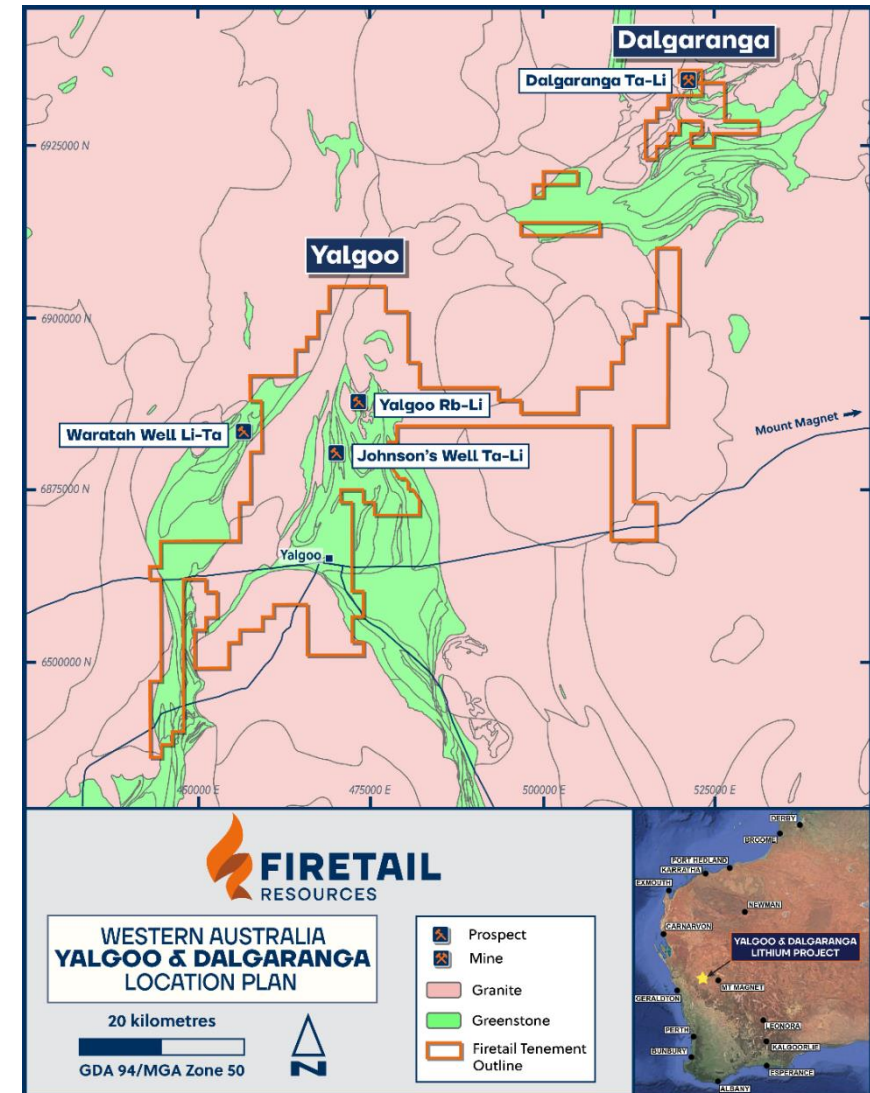 Dalgaranga
Dalgaranga Ta-Li
6925000 N
Yalgoo
6900000 N
Yalgoo Rb-Li
Waratah Well Li-Ta
Johnson's Well Ta-Li
Mount Magnet
6875000 N
Yalgoo
6500000 N
450000 E
475000 E
500000 E
525000 E
FIRETAIL
RESOURCES
WESTERN AUSTRALIA
YALGOO & DALGARANGA
LOCATION PLAN
20 kilometres
GDA 94/MGA Zone 50
N
Prospect
Mine
Granite
Greenstone
Firetail Tenement
Outline
DERBY
BROOME
PORT HEDLAND
KARRATHA
EXMOUTH
NEWMAN
CARNARVON
YALGOO & DALGARANGA
LITHIUM PROJECT
MT MAGNET
GERALDTON
LEONORA
PERTH
KALGOORLIE
BUNBURY
ESPERANCE
ALBANY